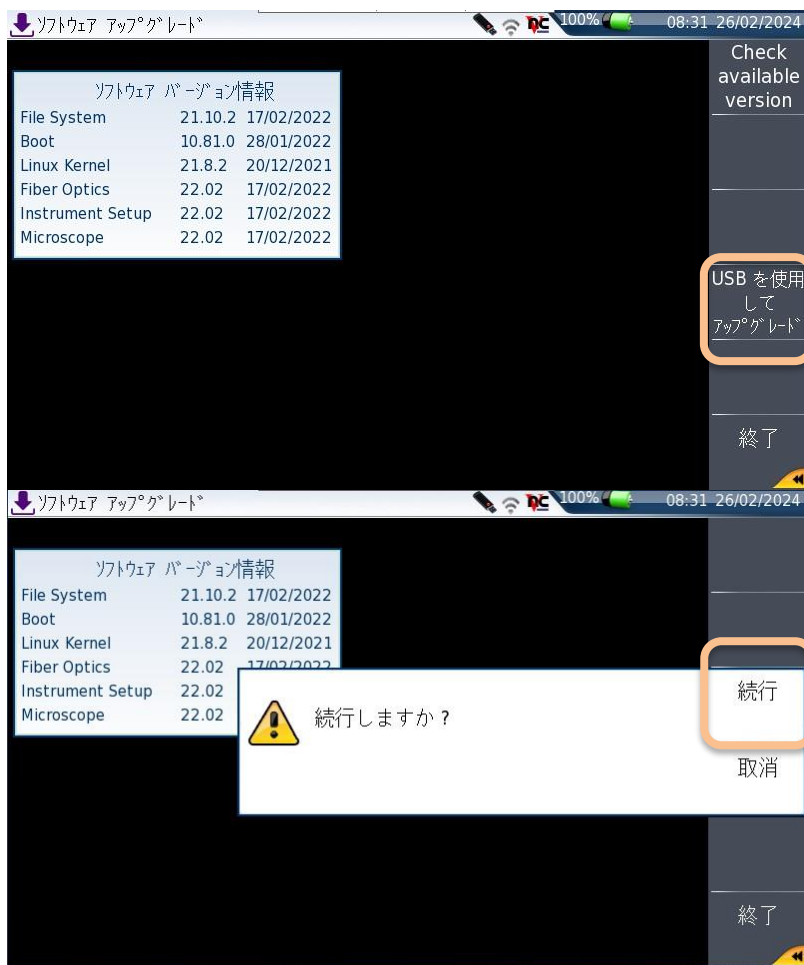 ソフトウェア アップグレード 100% 08:31 26/02/2024
Check
available
version
ソフトウェア バージョン情報
File System 21.10.2 17/02/2022
Boot 10.81.0 28/01/2022
Linux Kernel 21.8.2 20/12/2021
Fiber Optics 22.02 17/02/2022
Instrument Setup 22.02 17/02/2022
Microscope 22.02 17/02/2022
USB を使用
して
アップグレード
終了
ソフトウェア アップグレード 100% 08:31 26/02/2024
ソフトウェア バージョン情報
File System 21.10.2 17/02/2022
Boot 10.81.0 28/01/2022
Linux Kernel 21.8.2 20/12/2021
Fiber Optics 22.02 17/02/2022
Instrument Setup 22.02
Microscope 22.02
続行しますか ?
続行
取消
終了